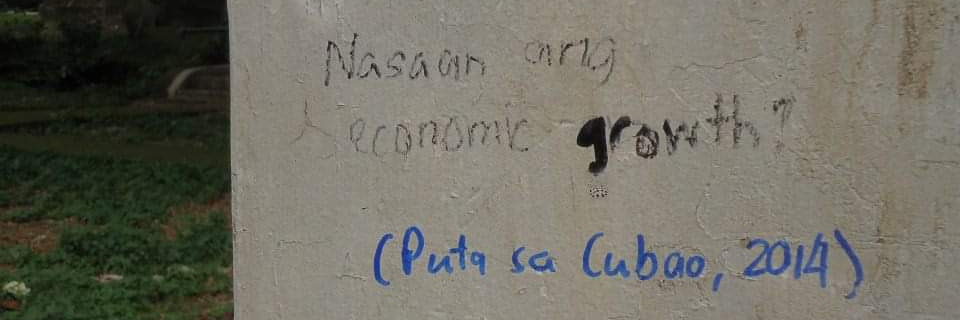 Nasaan ang
economic growth?
(Puta sa Cubao, 2014)